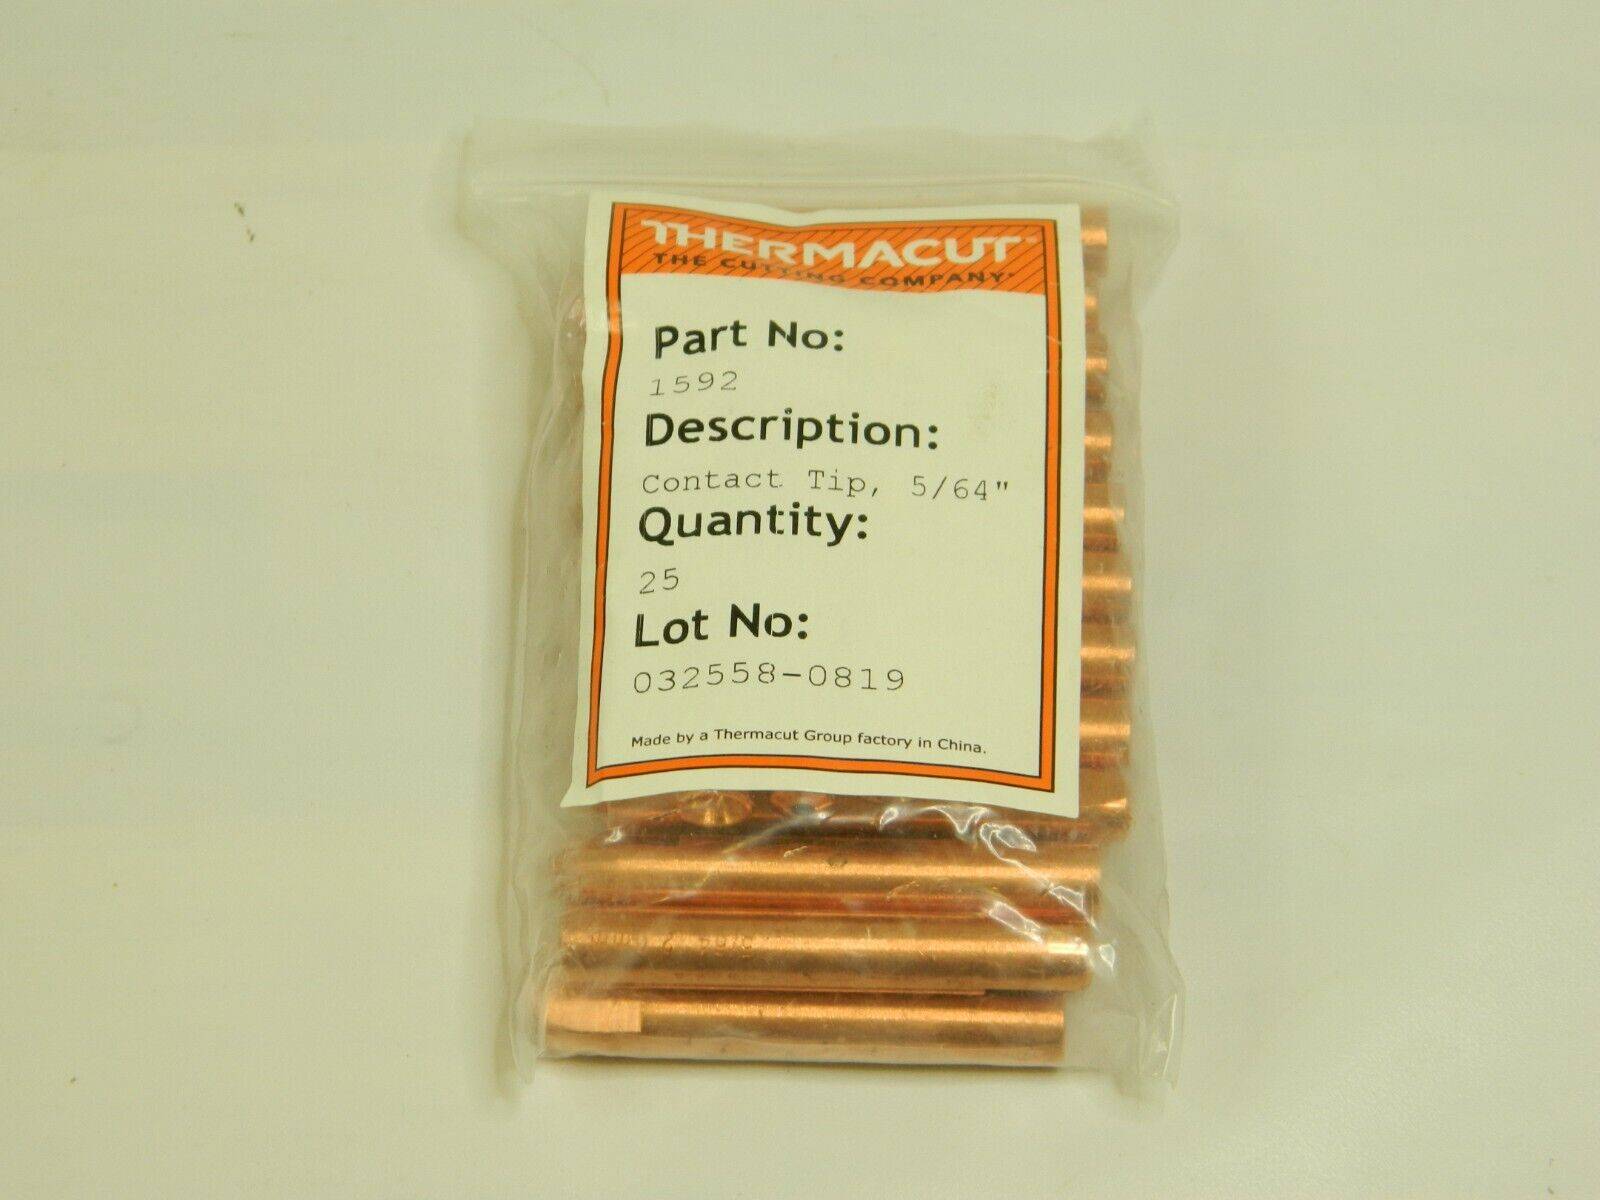 THERMACUT
THE CUTTING COMPANY
Part No:
1592
Description:
Contact Tip, 5/64"
Quantity:
25
Lot No:
032558-0819
Made by a Thermacut Group factory in China.